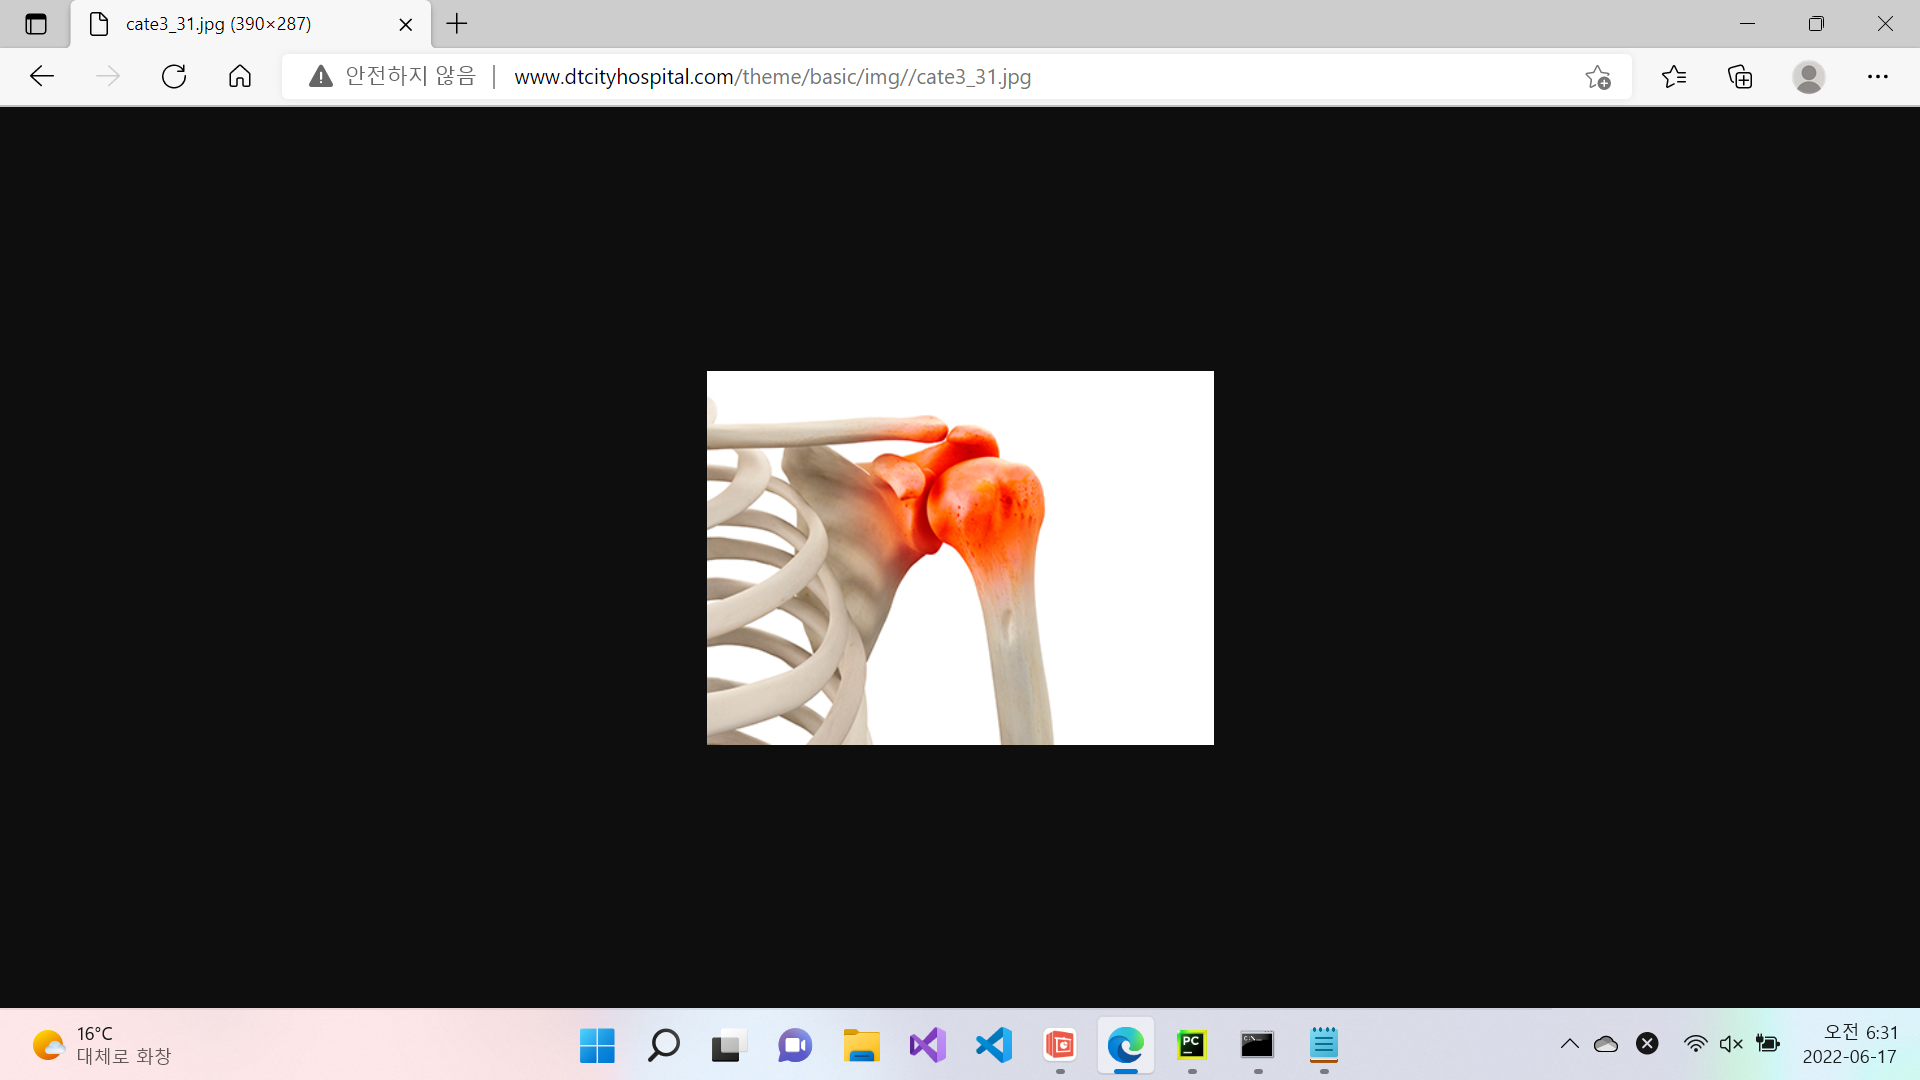 cate3_31.jpg (390×287)
안전하지 않음 | www.dtcityhospital.com/theme/basic/img//cate3_31.jpg
16°C
대체로 화창
PC
오전 6:31
2022-06-17